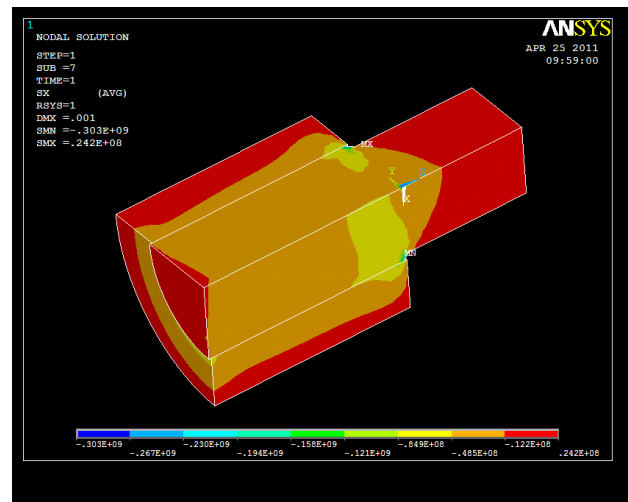 1
NODAL SOLUTION
ANSYS
STEP=1
SUB =7
TIME=1
SX (AVG)
RSYS=1
DMX =.001
SMN =-.303E+09
SMX =.242E+08
APR 25 2011
09:59:00
MX
Y
X
MN
-.303E+09 -.230E+09 -.158E+09 -.849E+08 -.122E+08
-.267E+09 -.194E+09 -.121E+09 -.485E+08 .242E+08